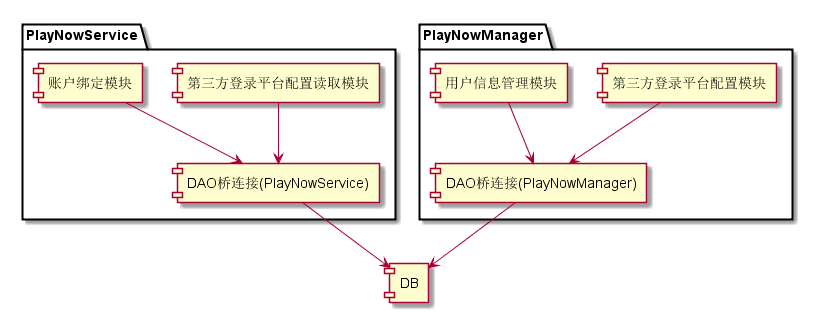 PlayNowService
PlayNowManager
账户绑定模块
第三方登录平台配置读取模块
用户信息管理模块
第三方登录平台配置模块
DAO桥连接(PlayNowService)
DAO桥连接(PlayNowManager)
DB